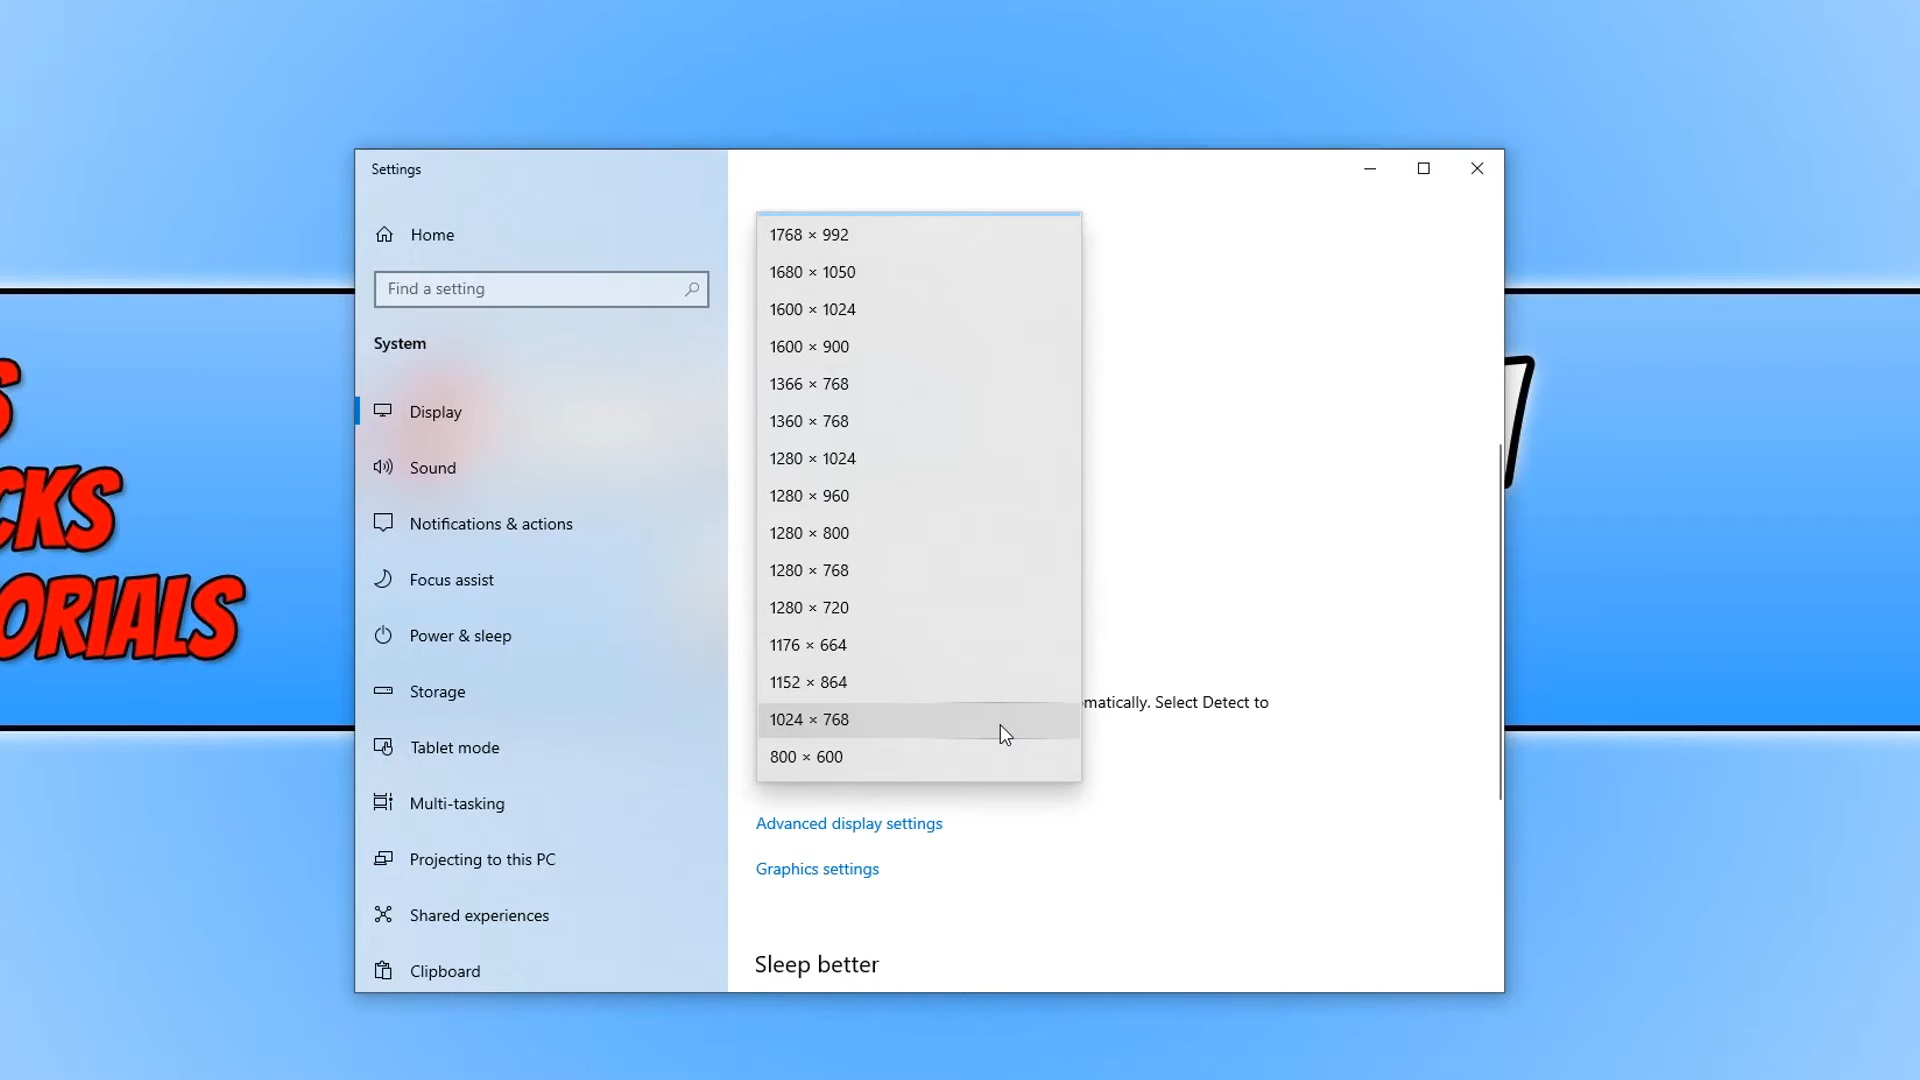 Settings
Home
Find a setting
System
Display
Sound
Notifications & actions
Focus assist
Power & sleep
Storage
Tablet mode
Multi-tasking
Projecting to this PC
Shared experiences
Clipboard
1768 × 992
1680 × 1050
1600 × 1024
1600 × 900
1366 × 768
1360 × 768
1280 × 1024
1280 × 960
1280 × 800
1280 × 768
1280 × 720
1176 × 664
1152 × 864
1024 × 768
800 × 600
matically. Select Detect to
Advanced display settings
Graphics settings
Sleep better
CKS
ORIALS